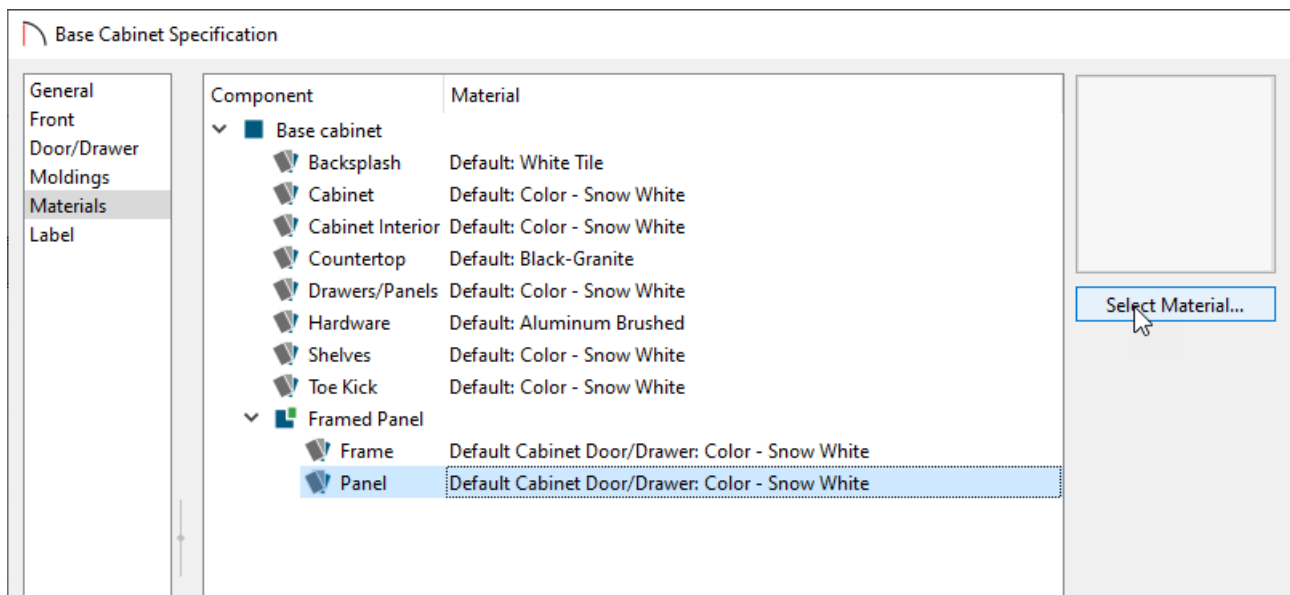 Base Cabinet Specification
General
Front
Door/Drawer
Moldings
Materials
Label
Component Material
Base cabinet
Backsplash Default: White Tile
Cabinet Default: Color - Snow White
Cabinet Interior Default: Color - Snow White
Countertop Default: Black-Granite
Drawers/Panels Default: Color - Snow White
Hardware Default: Aluminum Brushed
Shelves Default: Color - Snow White
Toe Kick Default: Color - Snow White
Framed Panel
Frame Default Cabinet Door/Drawer: Color - Snow White
Panel Default Cabinet Door/Drawer: Color - Snow White
Select Material...